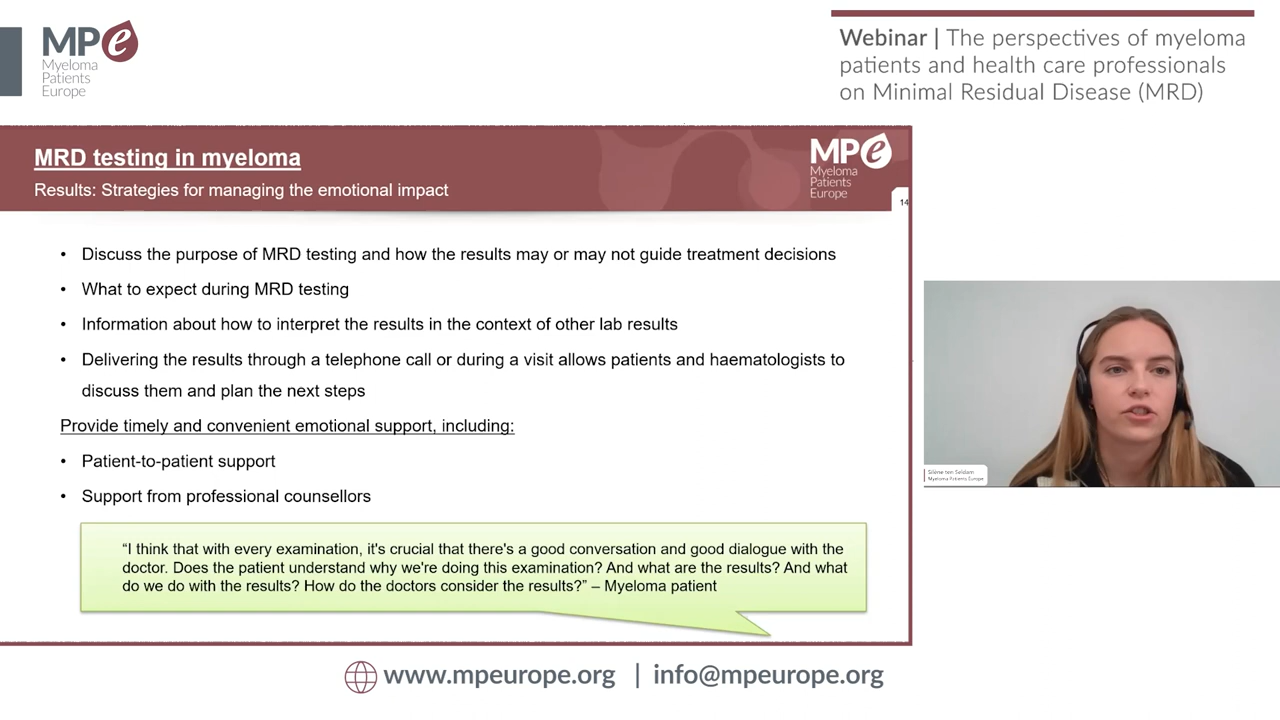 MPe
Myeloma
Patients
Europe
Webinar | The perspectives of myeloma
patients and health care professionals
on Minimal Residual Disease (MRD)
MRD testing in myeloma
Results: Strategies for managing the emotional impact
MPe
Myeloma
Patients
Europe
14
• Discuss the purpose of MRD testing and how the results may or may not guide treatment decisions
• What to expect during MRD testing
• Information about how to interpret the results in the context of other lab results
• Delivering the results through a telephone call or during a visit allows patients and haematologists to
discuss them and plan the next steps
Provide timely and convenient emotional support, including:
• Patient-to-patient support
• Support from professional counsellors
“I think that with every examination, it's crucial that there's a good conversation and good dialogue with the
doctor. Does the patient understand why we're doing this examination? And what are the results? And what
do we do with the results? How do the doctors consider the results?” – Myeloma patient
Silène ten Seldam
Myeloma Patients Europe
www.mpeurope.org | info@mpeurope.org